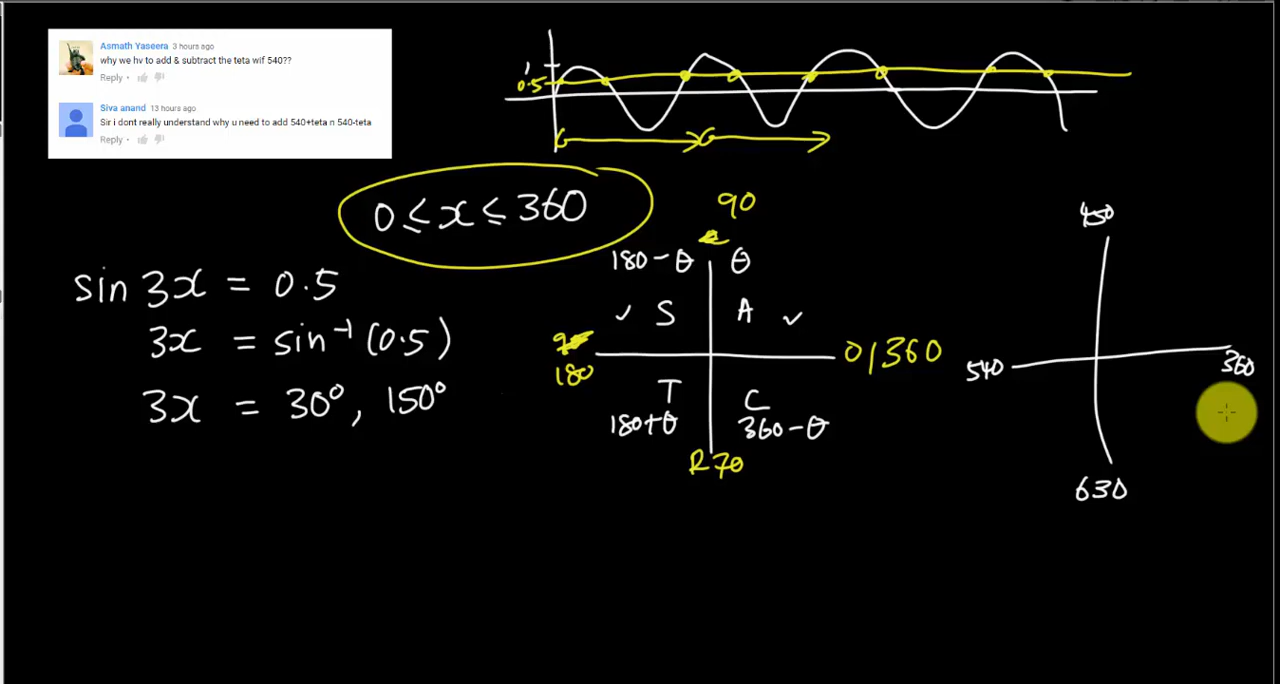 Asmath Yaseera 3 hours ago
why we hv to add & subtract the teta wif 540??
Reply
Siva anand 13 hours ago
Sir i dont really understand why u need to add 540+teta n 540-teta
Reply
1
0.5
0 ≤ x ≤ 360
sin 3x = 0.5
3x = sin⁻¹ (0.5)
3x = 30°, 150°
90
180-θ θ
✓ S A ✓
180
0/360
T C
180+θ 360-θ
270
450
540
360
630